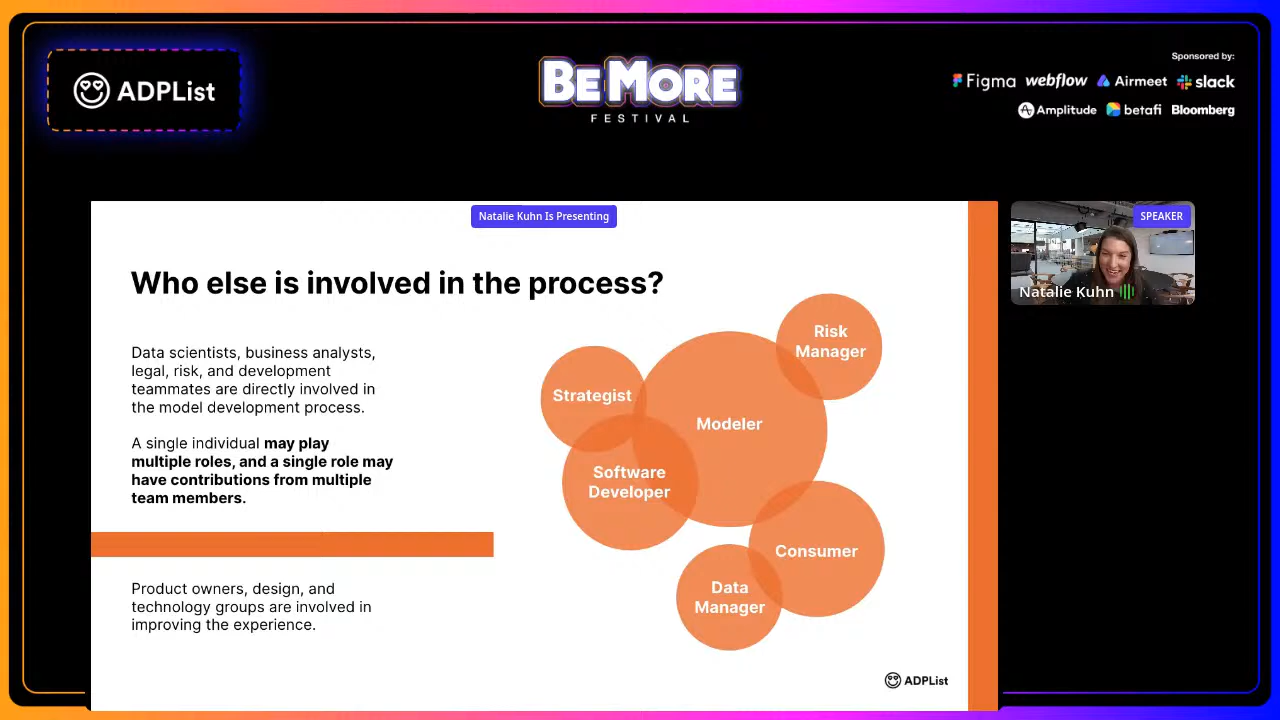 ADPList
BE MORE
FESTIVAL
Sponsored by:
Figma webflow Airmeet slack
Amplitude betafi Bloomberg
Natalie Kuhn Is Presenting
SPEAKER
Natalie Kuhn
Who else is involved in the process?
Data scientists, business analysts,
legal, risk, and development
teammates are directly involved in
the model development process.
A single individual may play
multiple roles, and a single role may
have contributions from multiple
team members.
Product owners, design, and
technology groups are involved in
improving the experience.
Risk
Manager
Strategist
Modeler
Software
Developer
Consumer
Data
Manager
ADPList